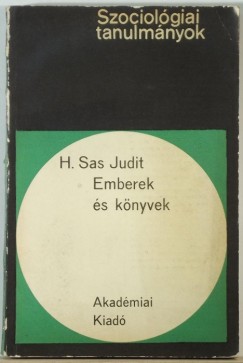 Szociológiai
tanulmányok
H. Sas Judit
Emberek
és könyvek
Akadémiai
Kiadó